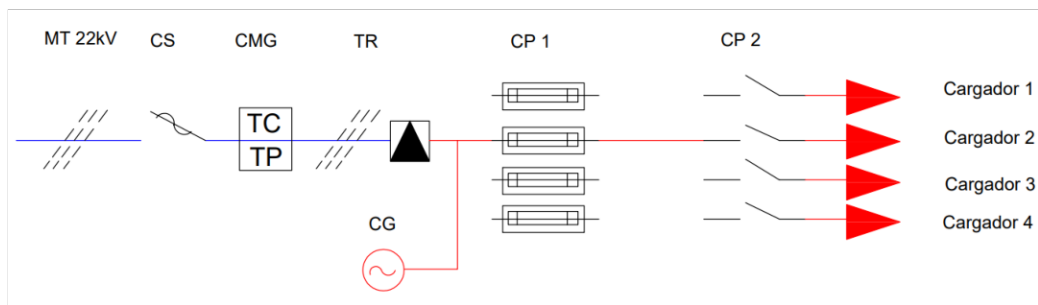 MT 22kV CS CMG TR CP 1 CP 2
Cargador 1
TC
TP
Cargador 2
Cargador 3
CG
Cargador 4